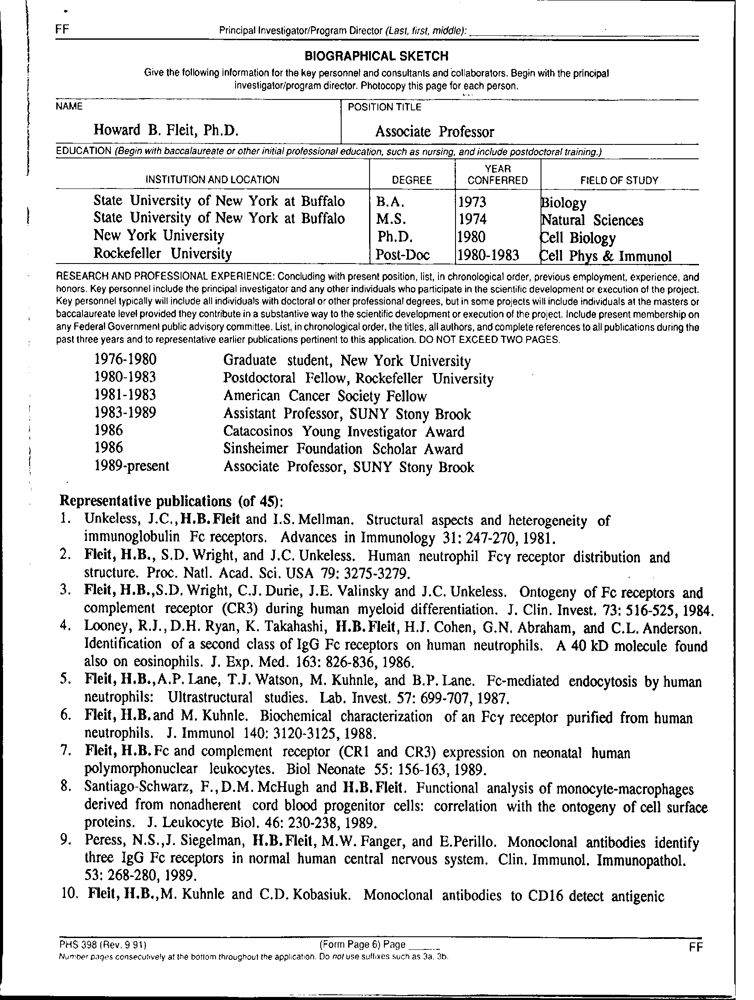 FF
Principal Investigator/Program Director (Last, first, middle):
BIOGRAPHICAL SKETCH
Give the following information for the key personnel and consultants and collaborators. Begin with the principal
investigator/program director. Photocopy this page for each person.
NAME
POSITION TITLE
Howard B. Fleit, Ph.D.
Associate Professor
EDUCATION (Begin with baccalaureate or other initial professional education, such as nursing, and include postdoctoral training.)
INSTITUTION AND LOCATION DEGREE YEAR CONFERRED FIELD OF STUDY
State University of New York at Buffalo B.A. 1973 Biology
State University of New York at Buffalo M.S. 1974 Natural Sciences
New York University Ph.D. 1980 Cell Biology
Rockefeller University Post-Doc 1980-1983 Cell Phys & Immunol
RESEARCH AND PROFESSIONAL EXPERIENCE: Concluding with present position, list, in chronological order, previous employment, experience, and
honors. Key personnel include the principal investigator and any other individuals who participate in the scientific development or execution of the project.
Key personnel typically will include all individuals with doctoral or other professional degrees, but in some projects will include individuals at the masters or
baccalaureate level provided they contribute in a substantive way to the scientific development or execution of the project. Include present membership on
any Federal Government public advisory committee. List, in chronological order, the titles, all authors, and complete references to all publications during the
past three years and to representative earlier publications pertinent to this application. DO NOT EXCEED TWO PAGES.
1976-1980 Graduate student, New York University
1980-1983 Postdoctoral Fellow, Rockefeller University
1981-1983 American Cancer Society Fellow
1983-1989 Assistant Professor, SUNY Stony Brook
1986 Catacosinos Young Investigator Award
1986 Sinsheimer Foundation Scholar Award
1989-present Associate Professor, SUNY Stony Brook
Representative publications (of 45):
1. Unkeless, J.C., H.B. Fleit and I.S. Mellman. Structural aspects and heterogeneity of
immunoglobulin Fc receptors. Advances in Immunology 31: 247-270, 1981.
2. Fleit, H.B., S.D. Wright, and J.C. Unkeless. Human neutrophil Fcγ receptor distribution and
structure. Proc. Natl. Acad. Sci. USA 79: 3275-3279.
3. Fleit, H.B., S.D. Wright, C.J. Durie, J.E. Valinsky and J.C. Unkeless. Ontogeny of Fc receptors and
complement receptor (CR3) during human myeloid differentiation. J. Clin. Invest. 73: 516-525, 1984.
4. Looney, R.J., D.H. Ryan, K. Takahashi, H.B. Fleit, H.J. Cohen, G.N. Abraham, and C.L. Anderson.
Identification of a second class of IgG Fc receptors on human neutrophils. A 40 kD molecule found
also on eosinophils. J. Exp. Med. 163: 826-836, 1986.
5. Fleit, H.B., A.P. Lane, T.J. Watson, M. Kuhnle, and B.P. Lane. Fc-mediated endocytosis by human
neutrophils: Ultrastructural studies. Lab. Invest. 57: 699-707, 1987.
6. Fleit, H.B. and M. Kuhnle. Biochemical characterization of an Fcγ receptor purified from human
neutrophils. J. Immunol 140: 3120-3125, 1988.
7. Fleit, H.B. Fc and complement receptor (CR1 and CR3) expression on neonatal human
polymorphonuclear leukocytes. Biol Neonate 55: 156-163, 1989.
8. Santiago-Schwarz, F., D.M. McHugh and H.B. Fleit. Functional analysis of monocyte-macrophages
derived from nonadherent cord blood progenitor cells: correlation with the ontogeny of cell surface
proteins. J. Leukocyte Biol. 46: 230-238, 1989.
9. Peress, N.S., J. Siegelman, H.B. Fleit, M.W. Fanger, and E.Perillo. Monoclonal antibodies identify
three IgG Fc receptors in normal human central nervous system. Clin. Immunol. Immunopathol.
53: 268-280, 1989.
10. Fleit, H.B., M. Kuhnle and C.D. Kobasiuk. Monoclonal antibodies to CD16 detect antigenic
PHS 398 (Rev. 9 91) (Form Page 6) Page FF
Number pages consecutively at the bottom throughout the application. Do not use suffixes such as 3a, 3b.